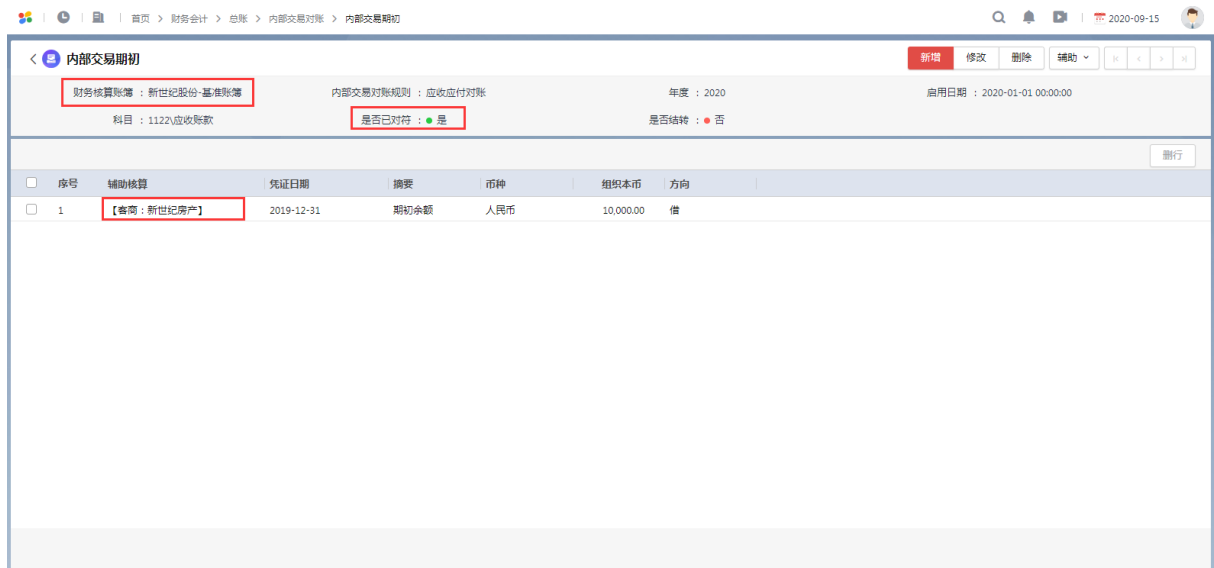 首页 > 财务会计 > 总账 > 内部交易对账 > 内部交易期初 2020-09-15
内部交易期初 新增 修改 删除 辅助
财务核算账簿 : 新世纪股份-基准账簿 内部交易对账规则 : 应收应付对账 年度 : 2020 启用日期 : 2020-01-01 00:00:00
科目 : 1122\应收账款 是否已对符 : 是 是否结转 : 否
删行
序号 辅助核算 凭证日期 摘要 币种 组织本币 方向
1 【客商：新世纪房产】 2019-12-31 期初余额 人民币 10,000.00 借